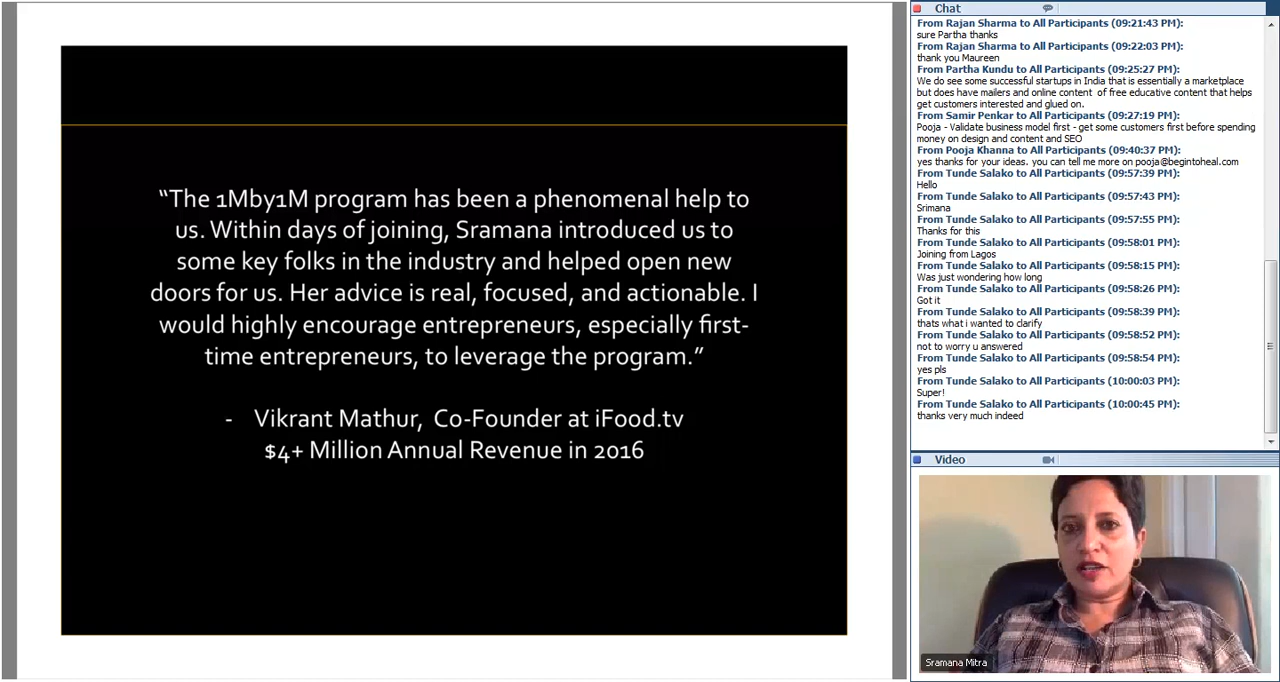 “The 1Mby1M program has been a phenomenal help to
us. Within days of joining, Sramana introduced us to
some key folks in the industry and helped open new
doors for us. Her advice is real, focused, and actionable. I
would highly encourage entrepreneurs, especially first-
time entrepreneurs, to leverage the program.”
- Vikrant Mathur, Co-Founder at iFood.tv
$4+ Million Annual Revenue in 2016
Chat
From Rajan Sharma to All Participants (09:21:43 PM):
sure Partha thanks
From Rajan Sharma to All Participants (09:22:03 PM):
thank you Maureen
From Partha Kundu to All Participants (09:25:27 PM):
We do see some successful startups in India that is essentially a marketplace
but does have mailers and online content of free educative content that helps
get customers interested and glued on.
From Samir Penkar to All Participants (09:27:19 PM):
Pooja - Validate business model first - get some customers first before spending
money on design and content and SEO
From Pooja Khanna to All Participants (09:40:37 PM):
yes thanks for your ideas. you can tell me more on pooja@begintoheal.com
From Tunde Salako to All Participants (09:57:39 PM):
Hello
From Tunde Salako to All Participants (09:57:43 PM):
Srimana
From Tunde Salako to All Participants (09:57:55 PM):
Thanks for this
From Tunde Salako to All Participants (09:58:01 PM):
Joining from Lagos
From Tunde Salako to All Participants (09:58:15 PM):
Was just wondering how long
From Tunde Salako to All Participants (09:58:26 PM):
Got it
From Tunde Salako to All Participants (09:58:39 PM):
thats what i wanted to clarify
From Tunde Salako to All Participants (09:58:52 PM):
not to worry u answered
From Tunde Salako to All Participants (09:58:54 PM):
yes pls
From Tunde Salako to All Participants (10:00:03 PM):
Super!
From Tunde Salako to All Participants (10:00:45 PM):
thanks very much indeed
Video
Sramana Mitra